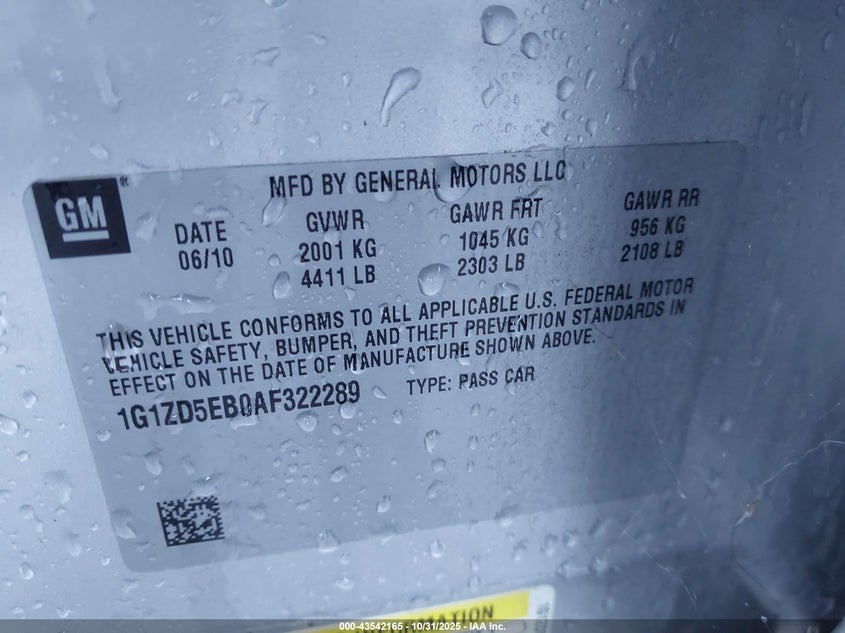 GM
MFD BY GENERAL MOTORS LLC
DATE GVWR GAWR FRT GAWR RR
06/10 2001 KG 1045 KG 956 KG
4411 LB 2303 LB 2108 LB
THIS VEHICLE CONFORMS TO ALL APPLICABLE U.S. FEDERAL MOTOR
VEHICLE SAFETY, BUMPER, AND THEFT PREVENTION STANDARDS IN
EFFECT ON THE DATE OF MANUFACTURE SHOWN ABOVE.
1G1ZD5EB0AF322289 TYPE: PASS CAR
© - 43542165 - 10/31/2025 - IAA Inc.